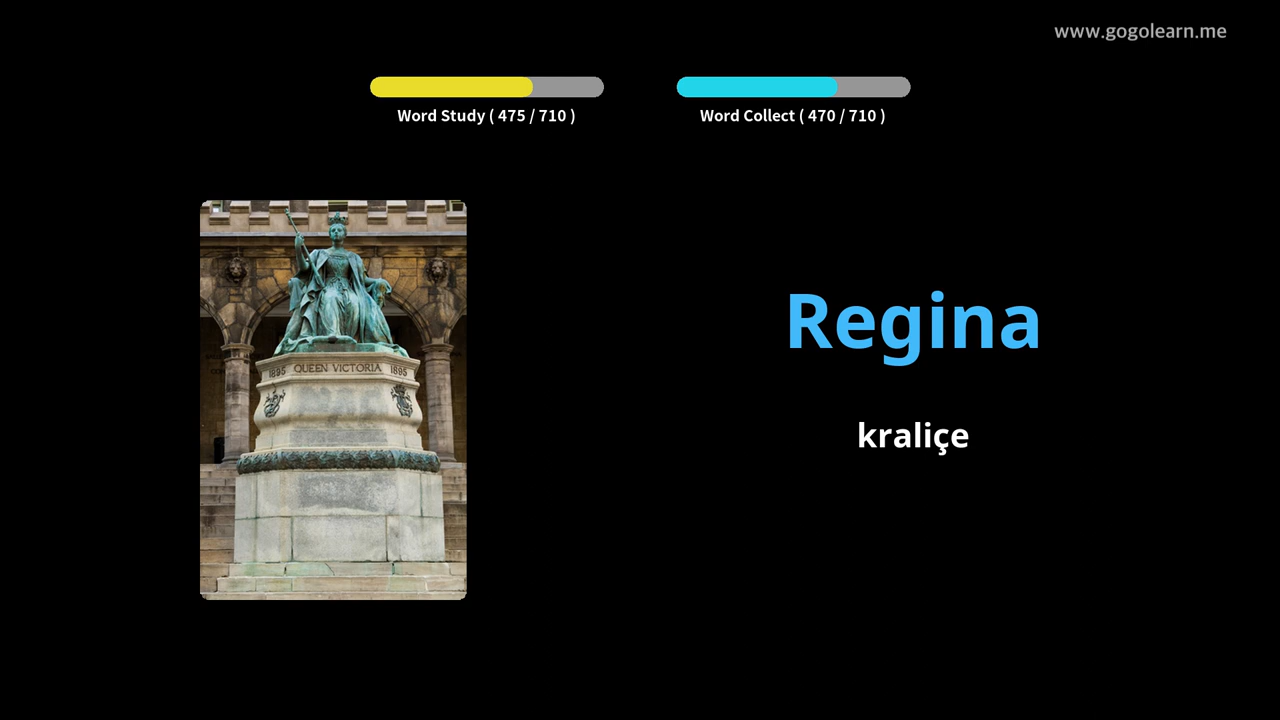 www.gogolearn.me
Word Study ( 475 / 710 )
Word Collect ( 470 / 710 )
1895 QUEEN VICTORIA 1895
Regina
kraliçe